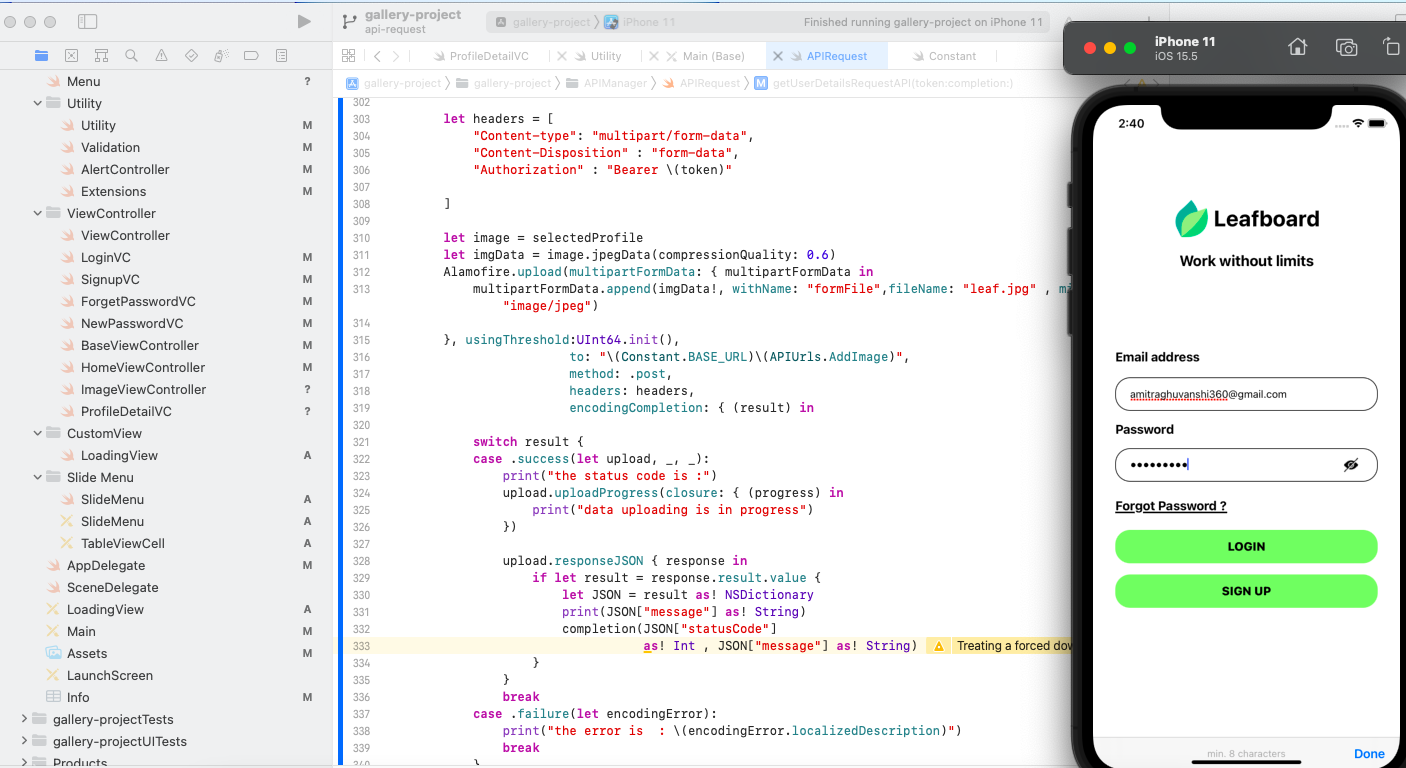 gallery-project
api-request
gallery-project
iPhone 11
Finished running gallery-project on iPhone 11
ProfileDetailVC
Utility
Main (Base)
APIRequest
Constant
gallery-project
gallery-project
APIManager
APIRequest
M
getUserDetailsRequestAPI(token:completion:)
Menu ?
Utility
Utility M
Validation M
AlertController M
Extensions M
ViewController
ViewController
LoginVC M
SignupVC M
ForgetPasswordVC M
NewPasswordVC M
BaseViewController M
HomeViewController M
ImageViewController ?
ProfileDetailVC ?
CustomView
LoadingView A
Slide Menu
SlideMenu A
SlideMenu A
TableViewCell A
AppDelegate M
SceneDelegate
LoadingView A
Main M
Assets M
LaunchScreen
Info M
gallery-projectTests
gallery-projectUITests
Products
302
303 let headers = [
304 "Content-type": "multipart/form-data",
305 "Content-Disposition" : "form-data",
306 "Authorization" : "Bearer \(token)"
307
308 ]
309
310 let image = selectedProfile
311 let imgData = image.jpegData(compressionQuality: 0.6)
312 Alamofire.upload(multipartFormData: { multipartFormData in
313 multipartFormData.append(imgData!, withName: "formFile",fileName: "leaf.jpg" ,
"image/jpeg")
314
315 }, usingThreshold:UInt64.init(),
316 to: "\(Constant.BASE_URL)\(APIUrls.AddImage)",
317 method: .post,
318 headers: headers,
319 encodingCompletion: { (result) in
320
321 switch result {
322 case .success(let upload, _, _):
323 print("the status code is :")
324 upload.uploadProgress(closure: { (progress) in
325 print("data uploading is in progress")
326 })
327
328 upload.responseJSON { response in
329 if let result = response.result.value {
330 let JSON = result as! NSDictionary
331 print(JSON["message"] as! String)
332 completion(JSON["statusCode"]
333 as! Int , JSON["message"] as! String) Treating a forced
334 }
335 }
336 break
337 case .failure(let encodingError):
338 print("the error is  : \(encodingError.localizedDescription)")
339 break
340 }
iPhone 11
iOS 15.5
2:40
Leafboard
Work without limits
Email address
amitraghuvanshi360@gmail.com
Password
•••••••••
Forgot Password ?
LOGIN
SIGN UP
min. 8 characters
Done